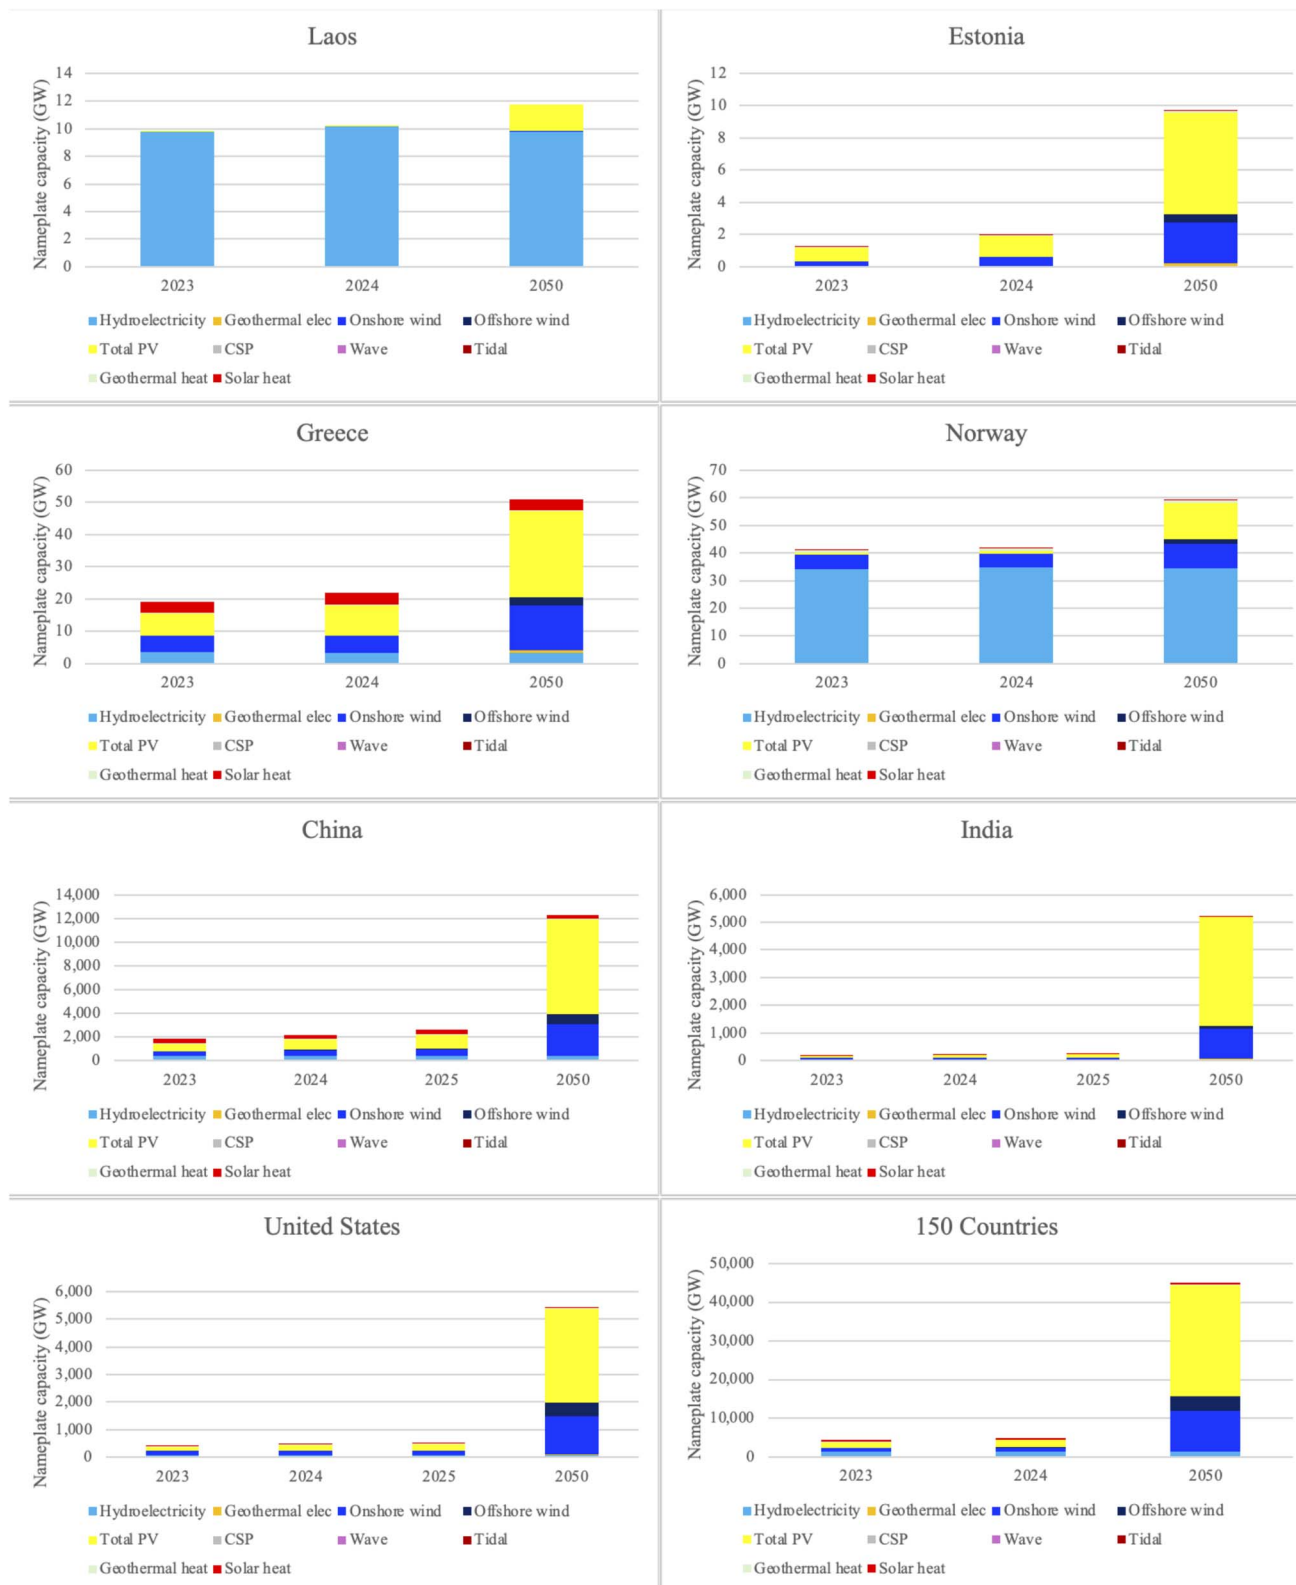 Laos
Nameplate capacity (GW)
14
12
10
8
6
4
2
0
2023 2024 2050
Hydroelectricity Geothermal elec Onshore wind Offshore wind
Total PV CSP Wave Tidal
Geothermal heat Solar heat
Estonia
Nameplate capacity (GW)
12
10
8
6
4
2
0
2023 2024 2050
Hydroelectricity Geothermal elec Onshore wind Offshore wind
Total PV CSP Wave Tidal
Geothermal heat Solar heat
Greece
Nameplate capacity (GW)
60
50
40
30
20
10
0
2023 2024 2050
Hydroelectricity Geothermal elec Onshore wind Offshore wind
Total PV CSP Wave Tidal
Geothermal heat Solar heat
Norway
Nameplate capacity (GW)
70
60
50
40
30
20
10
0
2023 2024 2050
Hydroelectricity Geothermal elec Onshore wind Offshore wind
Total PV CSP Wave Tidal
Geothermal heat Solar heat
China
Nameplate capacity (GW)
14,000
12,000
10,000
8,000
6,000
4,000
2,000
0
2023 2024 2025 2050
Hydroelectricity Geothermal elec Onshore wind Offshore wind
Total PV CSP Wave Tidal
Geothermal heat Solar heat
India
Nameplate capacity (GW)
6,000
5,000
4,000
3,000
2,000
1,000
0
2023 2024 2025 2050
Hydroelectricity Geothermal elec Onshore wind Offshore wind
Total PV CSP Wave Tidal
Geothermal heat Solar heat
United States
Nameplate capacity (GW)
6,000
5,000
4,000
3,000
2,000
1,000
0
2023 2024 2025 2050
Hydroelectricity Geothermal elec Onshore wind Offshore wind
Total PV CSP Wave Tidal
Geothermal heat Solar heat
150 Countries
Nameplate capacity (GW)
50,000
40,000
30,000
20,000
10,000
0
2023 2024 2050
Hydroelectricity Geothermal elec Onshore wind Offshore wind
Total PV CSP Wave Tidal
Geothermal heat Solar heat